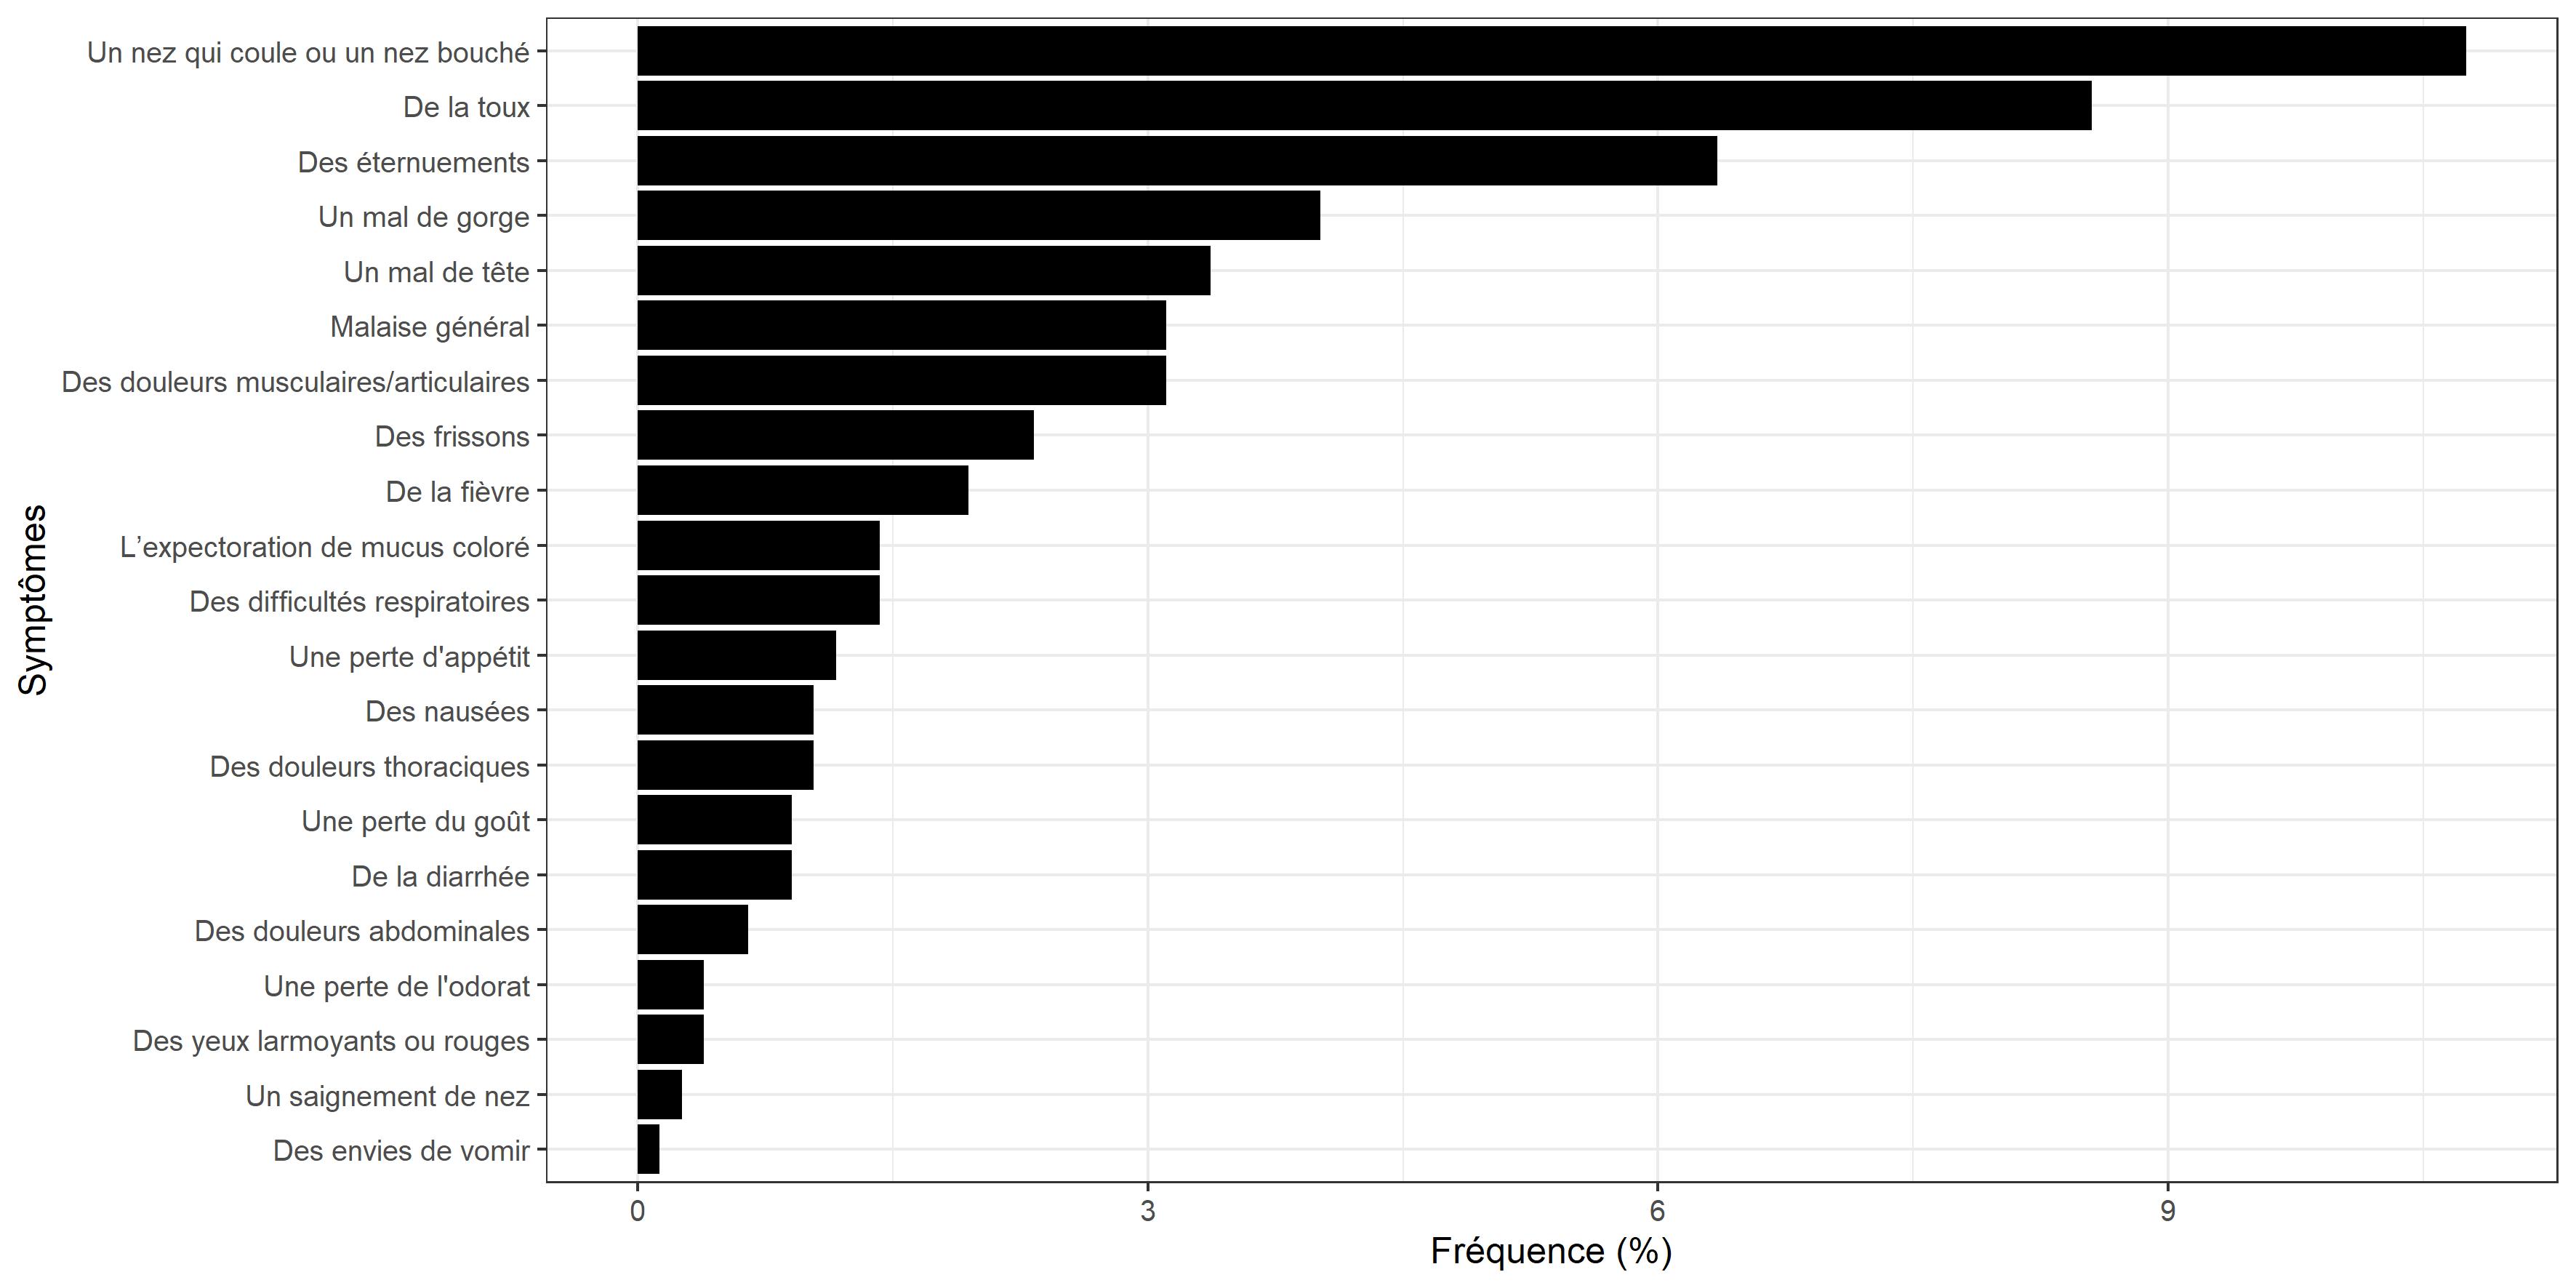 Un nez qui coule ou un nez bouché
De la toux
Des éternuements
Un mal de gorge
Un mal de tête
Malaise général
Des douleurs musculaires/articulaires
Des frissons
De la fièvre
L’expectoration de mucus coloré
Des difficultés respiratoires
Une perte d'appétit
Des nausées
Des douleurs thoraciques
Une perte du goût
De la diarrhée
Des douleurs abdominales
Une perte de l'odorat
Des yeux larmoyants ou rouges
Un saignement de nez
Des envies de vomir
Symptômes
0 3 6 9
Fréquence (%)